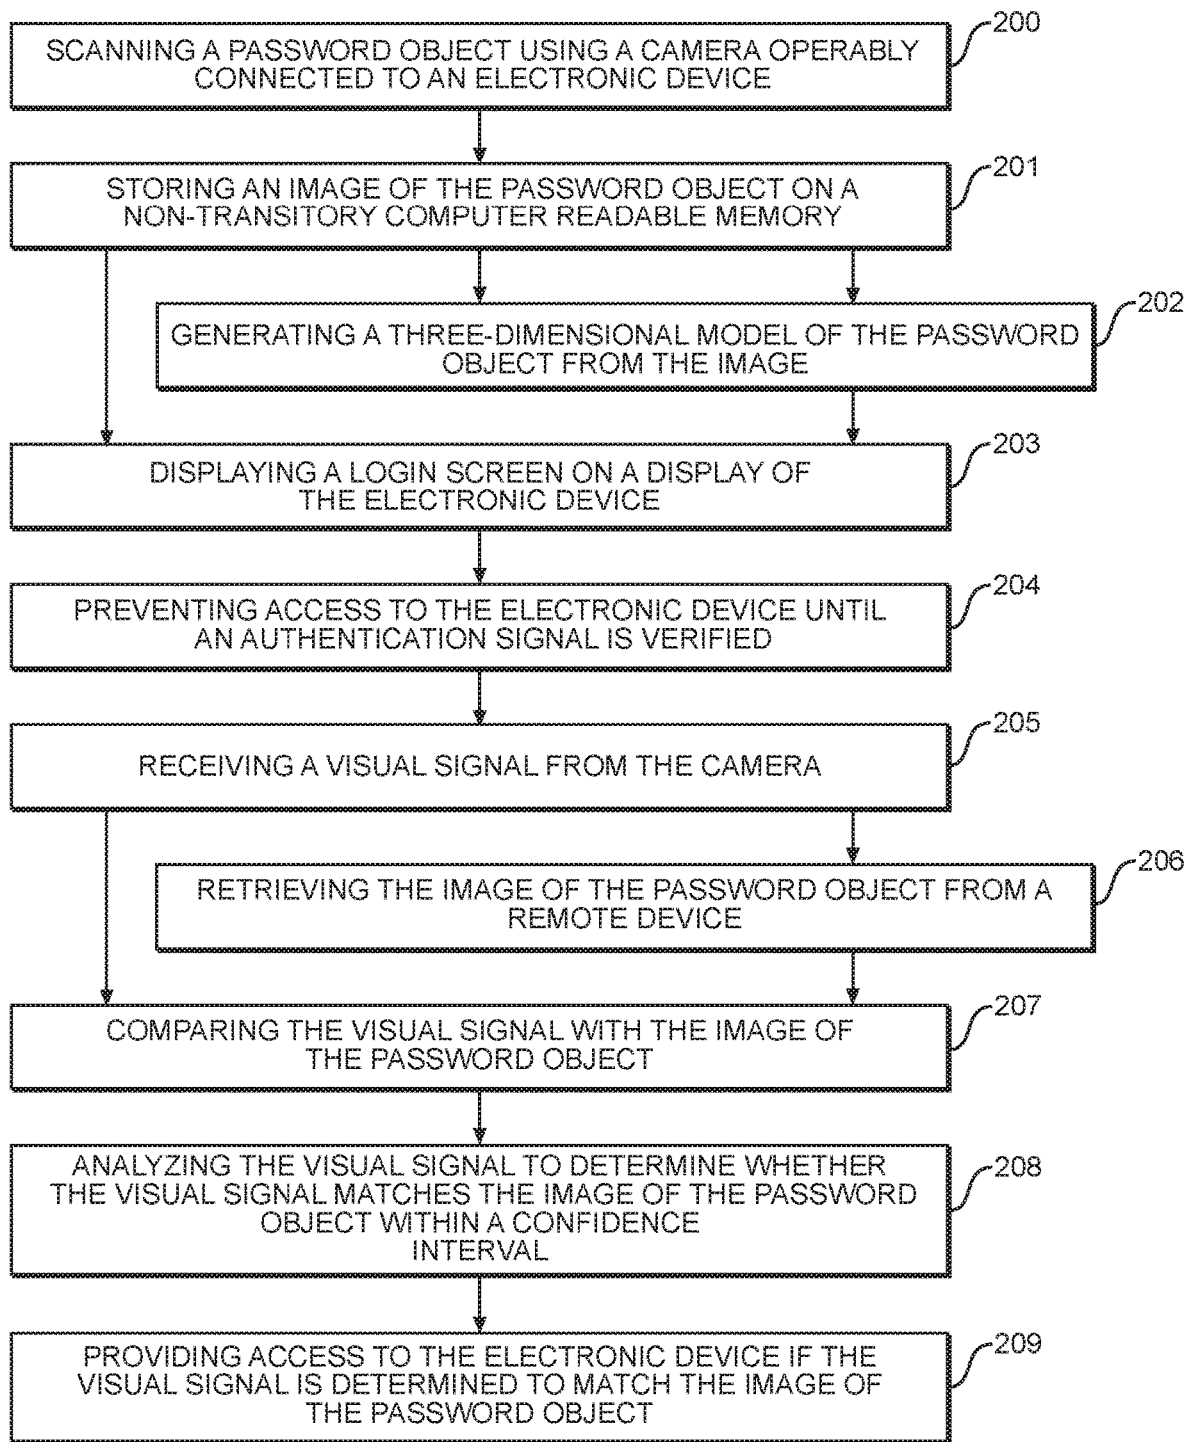 200
SCANNING A PASSWORD OBJECT USING A CAMERA OPERABLY
CONNECTED TO AN ELECTRONIC DEVICE
201
STORING AN IMAGE OF THE PASSWORD OBJECT ON A
NON-TRANSITORY COMPUTER READABLE MEMORY
202
GENERATING A THREE-DIMENSIONAL MODEL OF THE PASSWORD
OBJECT FROM THE IMAGE
203
DISPLAYING A LOGIN SCREEN ON A DISPLAY OF
THE ELECTRONIC DEVICE
204
PREVENTING ACCESS TO THE ELECTRONIC DEVICE UNTIL
AN AUTHENTICATION SIGNAL IS VERIFIED
205
RECEIVING A VISUAL SIGNAL FROM THE CAMERA
206
RETRIEVING THE IMAGE OF THE PASSWORD OBJECT FROM A
REMOTE DEVICE
207
COMPARING THE VISUAL SIGNAL WITH THE IMAGE OF
THE PASSWORD OBJECT
208
ANALYZING THE VISUAL SIGNAL TO DETERMINE WHETHER
THE VISUAL SIGNAL MATCHES THE IMAGE OF THE PASSWORD
OBJECT WITHIN A CONFIDENCE
INTERVAL
209
PROVIDING ACCESS TO THE ELECTRONIC DEVICE IF THE
VISUAL SIGNAL IS DETERMINED TO MATCH THE IMAGE OF
THE PASSWORD OBJECT